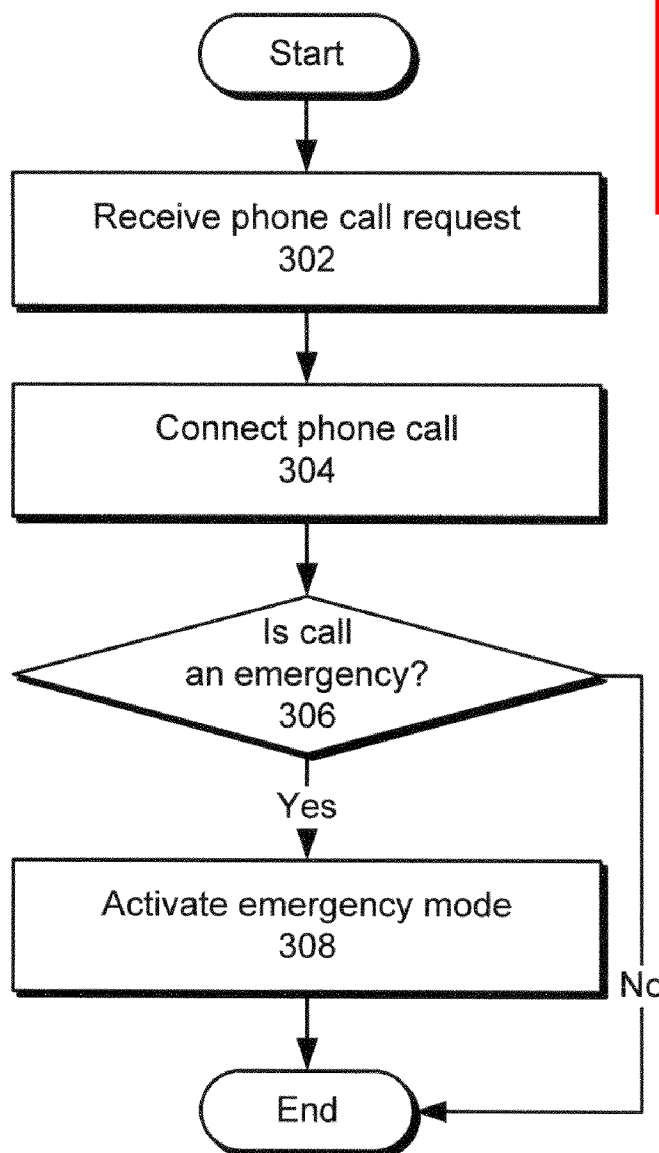 Start
Receive phone call request
302
Connect phone call
304
Is call
an emergency?
306
Yes
Activate emergency mode
308
No
End